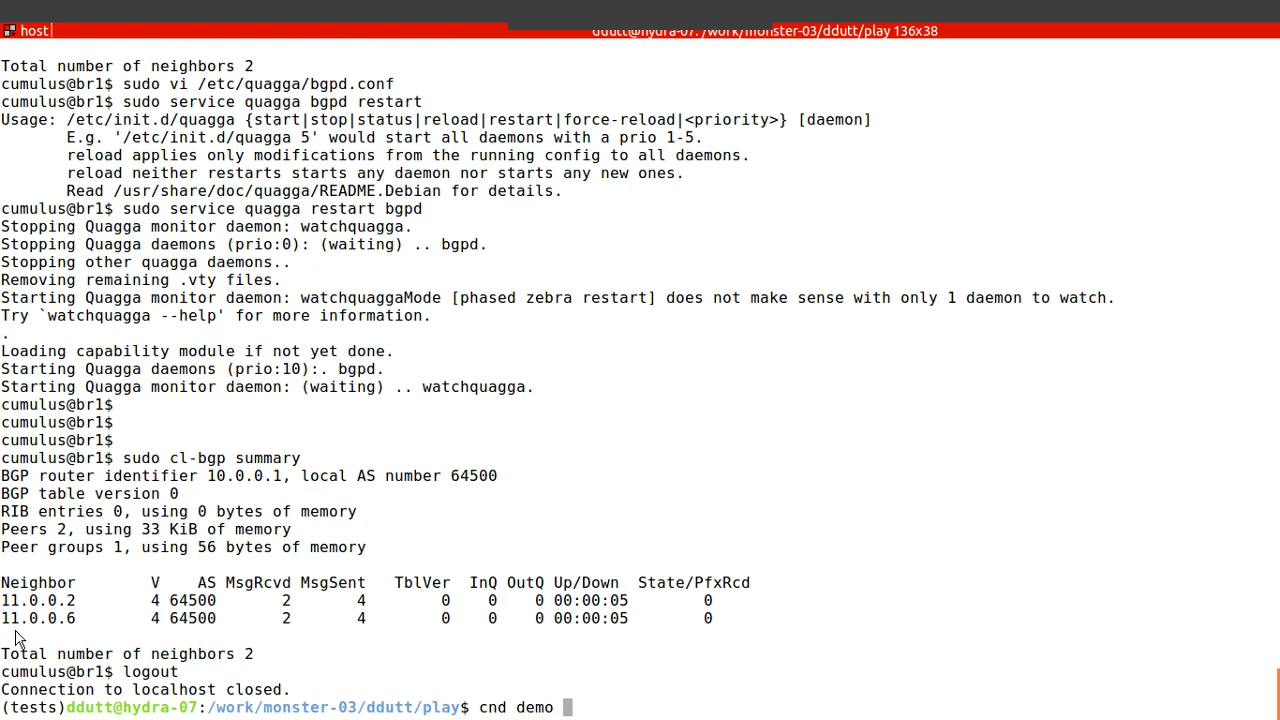 host
ddutt@hydra-07: /work/monster-03/ddutt/play 136x38
Total number of neighbors 2
cumulus@br1$ sudo vi /etc/quagga/bgpd.conf
cumulus@br1$ sudo service quagga bgpd restart
Usage: /etc/init.d/quagga {start|stop|status|reload|restart|force-reload|<priority>} [daemon]
       E.g. '/etc/init.d/quagga 5' would start all daemons with a prio 1-5.
       reload applies only modifications from the running config to all daemons.
       reload neither restarts starts any daemon nor starts any new ones.
       Read /usr/share/doc/quagga/README.Debian for details.
cumulus@br1$ sudo service quagga restart bgpd
Stopping Quagga monitor daemon: watchquagga.
Stopping Quagga daemons (prio:0): (waiting) .. bgpd.
Stopping other quagga daemons..
Removing remaining .vty files.
Starting Quagga monitor daemon: watchquaggaMode [phased zebra restart] does not make sense with only 1 daemon to watch.
Try `watchquagga --help' for more information.
.
Loading capability module if not yet done.
Starting Quagga daemons (prio:10):. bgpd.
Starting Quagga monitor daemon: (waiting) .. watchquagga.
cumulus@br1$
cumulus@br1$
cumulus@br1$
cumulus@br1$ sudo cl-bgp summary
BGP router identifier 10.0.0.1, local AS number 64500
BGP table version 0
RIB entries 0, using 0 bytes of memory
Peers 2, using 33 KiB of memory
Peer groups 1, using 56 bytes of memory
Neighbor        V    AS MsgRcvd MsgSent   TblVer  InQ OutQ Up/Down  State/PfxRcd
11.0.0.2        4 64500       2       4        0    0    0 00:00:05        0
11.0.0.6        4 64500       2       4        0    0    0 00:00:05        0
Total number of neighbors 2
cumulus@br1$ logout
Connection to localhost closed.
(tests)ddutt@hydra-07:/work/monster-03/ddutt/play$ cnd demo